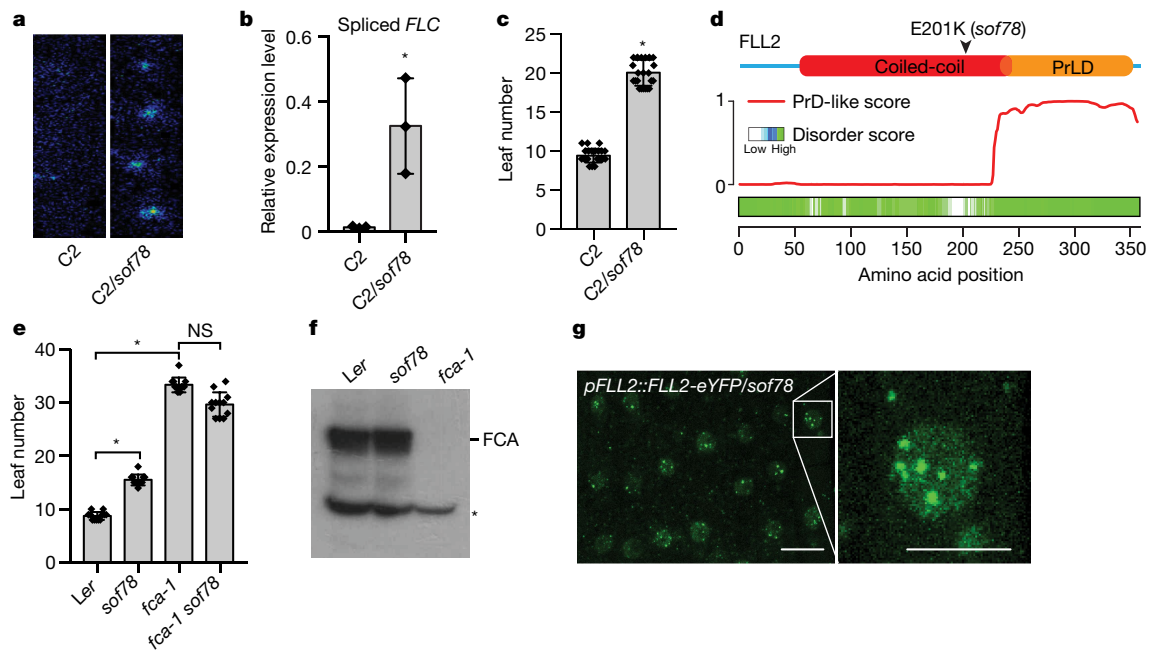 a
C2
C2/sof78
b
Spliced FLC
Relative expression level
0.6
0.4
0.2
0
*
C2
C2/sof78
c
Leaf number
25
20
15
10
5
0
*
C2
C2/sof78
d
E201K (sof78)
FLL2
Coiled-coil
PrLD
1
0
PrD-like score
Disorder score
Low High
0 50 100 150 200 250 300 350
Amino acid position
e
Leaf number
40
30
20
10
0
NS
*
*
Ler
sof78
fca-1
fca-1 sof78
f
Ler
sof78
fca-1
FCA
*
g
pFLL2::FLL2-eYFP/sof78